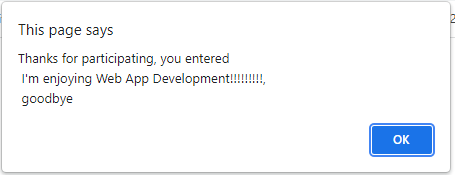 This page says
Thanks for participating, you entered
I'm enjoying Web App Development!!!!!!!!!,
goodbye
OK